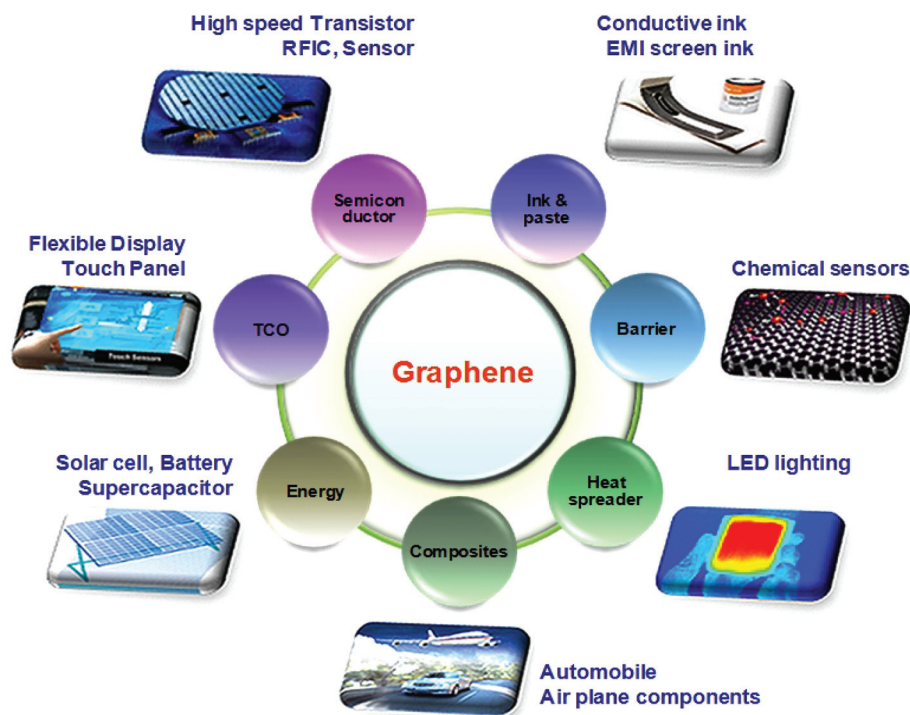 High speed Transistor
RFIC, Sensor
Conductive ink
EMI screen ink
Semicon
ductor
Ink &
paste
Flexible Display
Touch Panel
Touch Sensors
TCO
Barrier
Chemical sensors
Graphene
Solar cell, Battery
Supercapacitor
Energy
Heat
spreader
LED lighting
Composites
Automobile
Air plane components